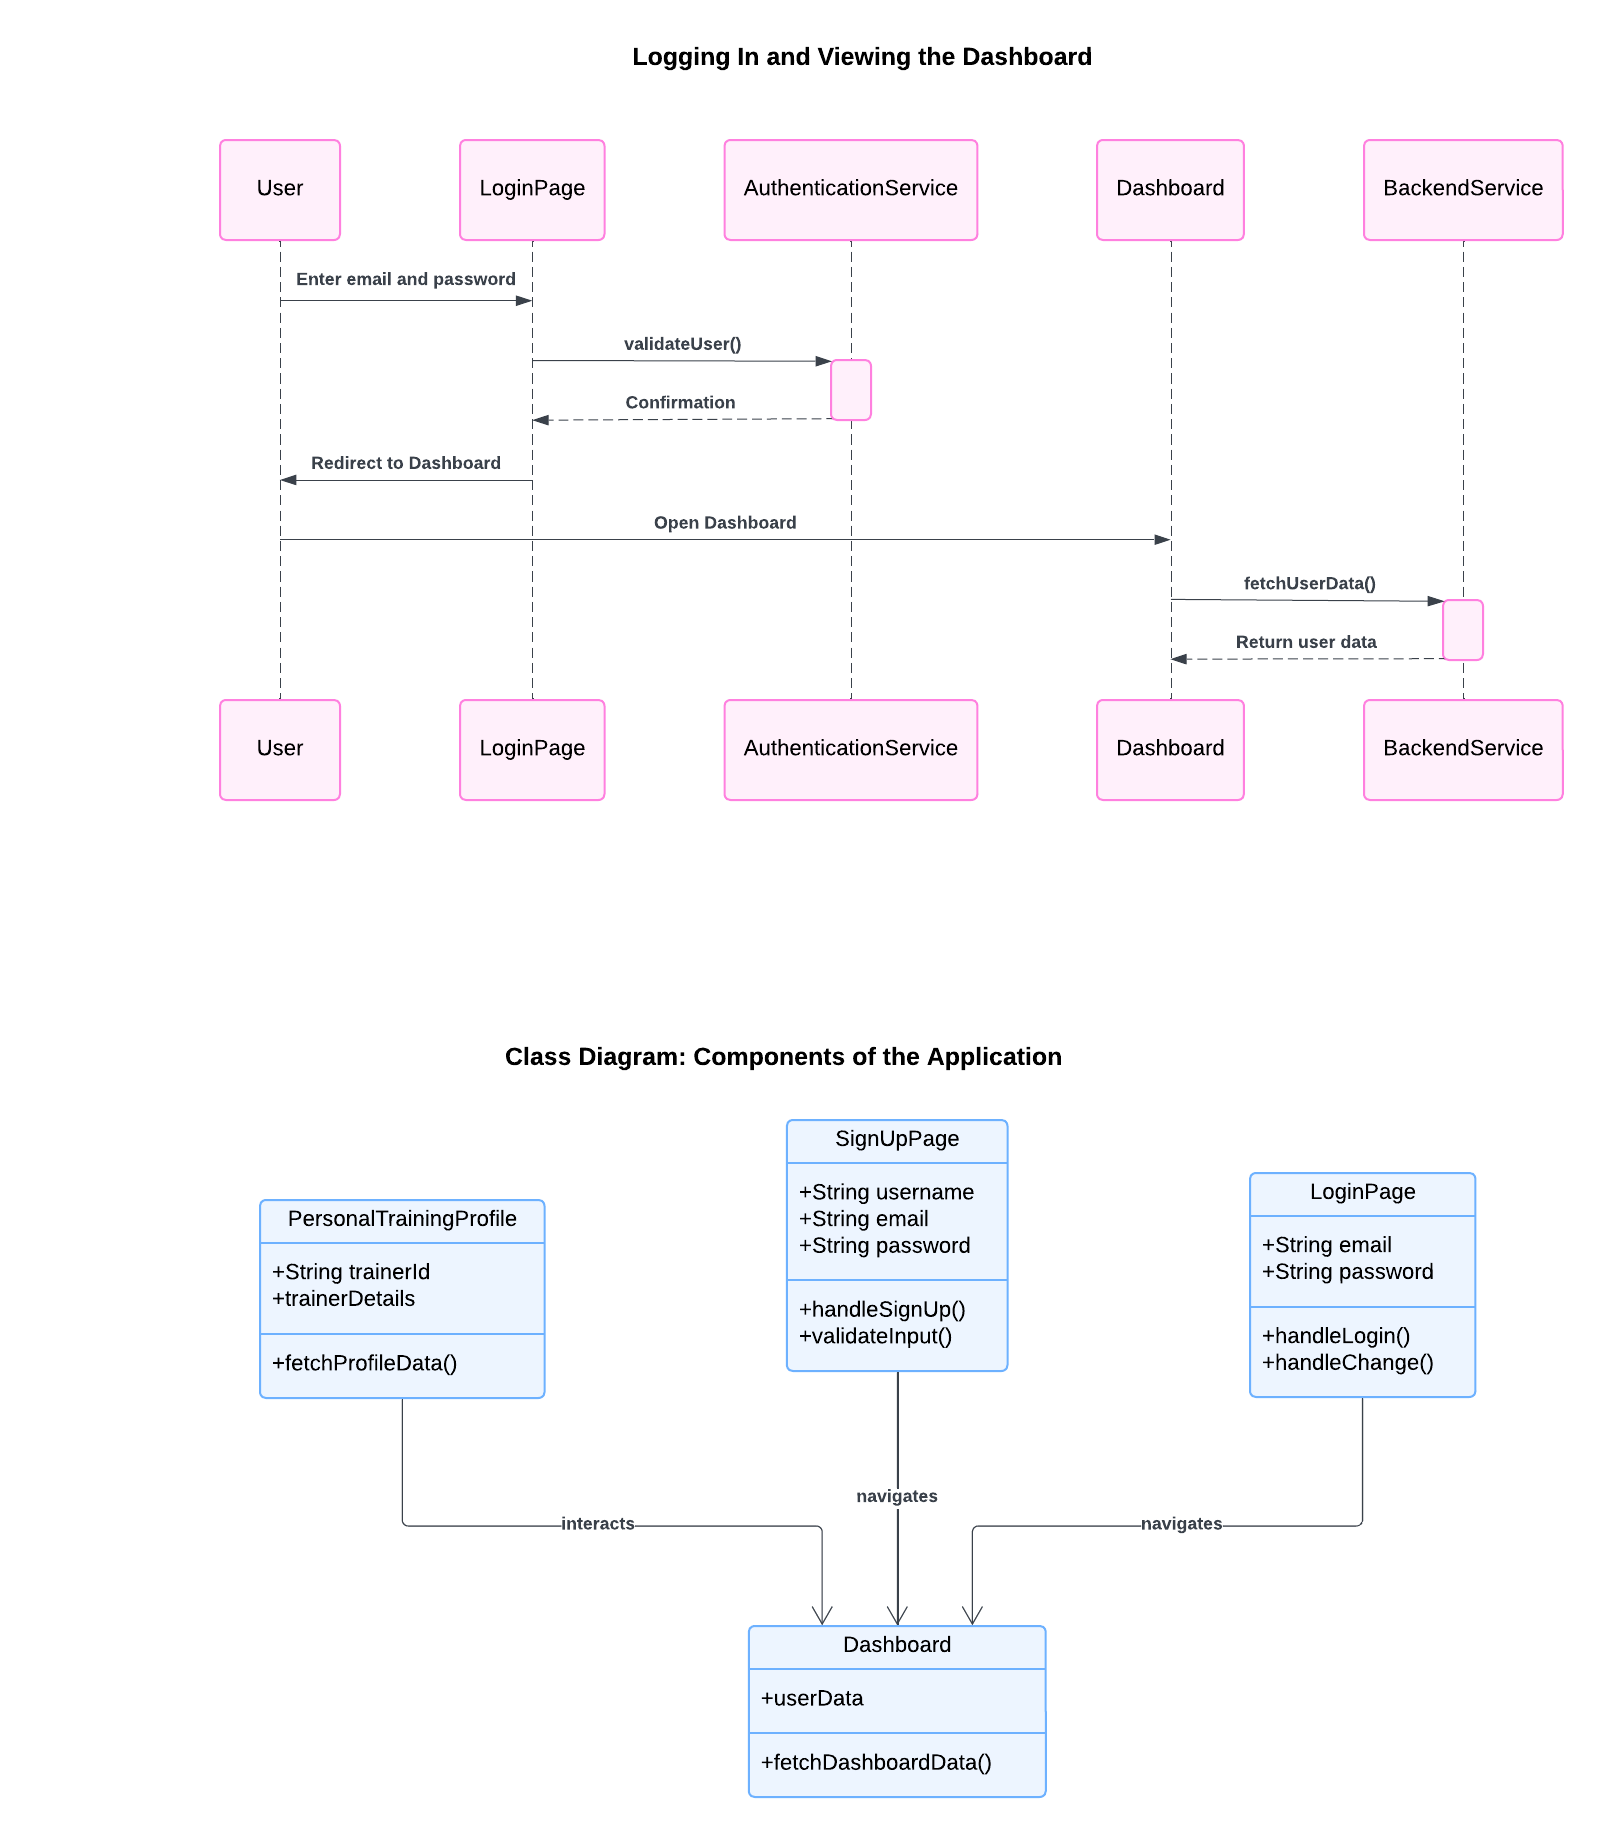 Logging In and Viewing the Dashboard
User
LoginPage
AuthenticationService
Dashboard
BackendService
Enter email and password
validateUser()
Confirmation
Redirect to Dashboard
Open Dashboard
fetchUserData()
Return user data
User
LoginPage
AuthenticationService
Dashboard
BackendService
Class Diagram: Components of the Application
PersonalTrainingProfile
+String trainerId
+trainerDetails
+fetchProfileData()
SignUpPage
+String username
+String email
+String password
+handleSignUp()
+validateInput()
LoginPage
+String email
+String password
+handleLogin()
+handleChange()
interacts
navigates
navigates
Dashboard
+userData
+fetchDashboardData()